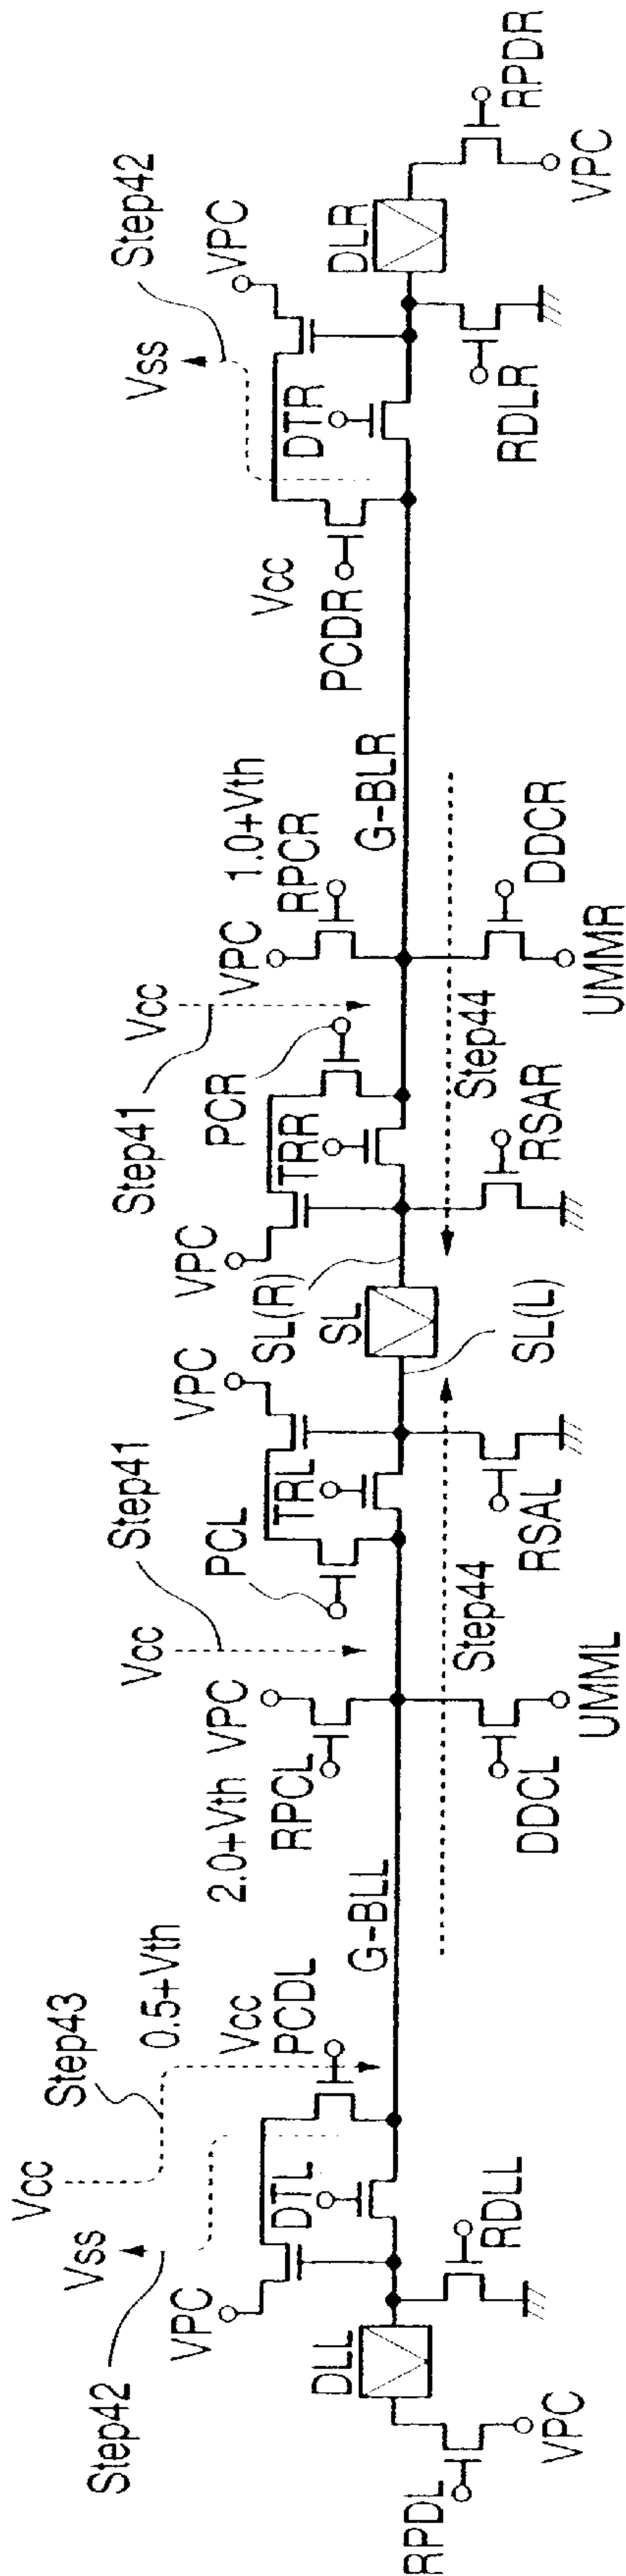 Step42
Vss
Vcc
Step43
0.5+Vth
VPC
DTL
Vcc
PCDL
RPDL
VPC
DLL
RDLL
G-BLL
2.0+Vth
VPC
RPCL
DDCL
UMML
Vcc
Step41
PCL
TRL
VPC
Step44
RSAL
SL(L)
SL
SL(R)
VPC
Step41
Vcc
PCR
TRR
RSAR
Step44
VPC
1.0+Vth
RPCR
UMMR
DDCR
G-BLR
Vcc
PCDR
DTR
Vss
Step42
VPC
RDLR
DLR
RPDR
VPC